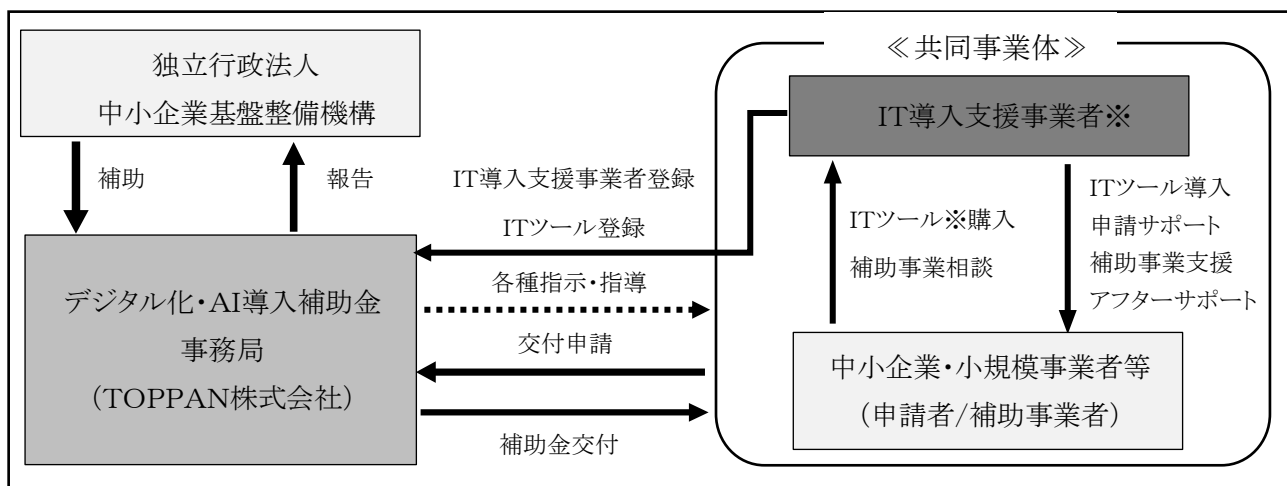 独立行政法人
中小企業基盤整備機構
≪共同事業体≫
IT導入支援事業者※
補助
報告
IT導入支援事業者登録
ITツール登録
各種指示・指導
交付申請
補助金交付
デジタル化・AI導入補助金
事務局
（TOPPAN株式会社）
ITツール※購入
補助事業相談
ITツール導入
申請サポート
補助事業支援
アフターサポート
中小企業・小規模事業者等
（申請者/補助事業者）